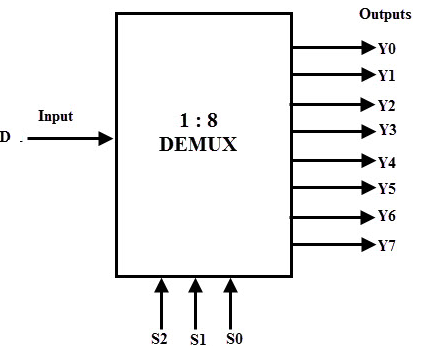 Outputs
Y0
Y1
Y2
Y3
Y4
Y5
Y6
Y7
Input
D
1 : 8
DEMUX
S2 S1 S0